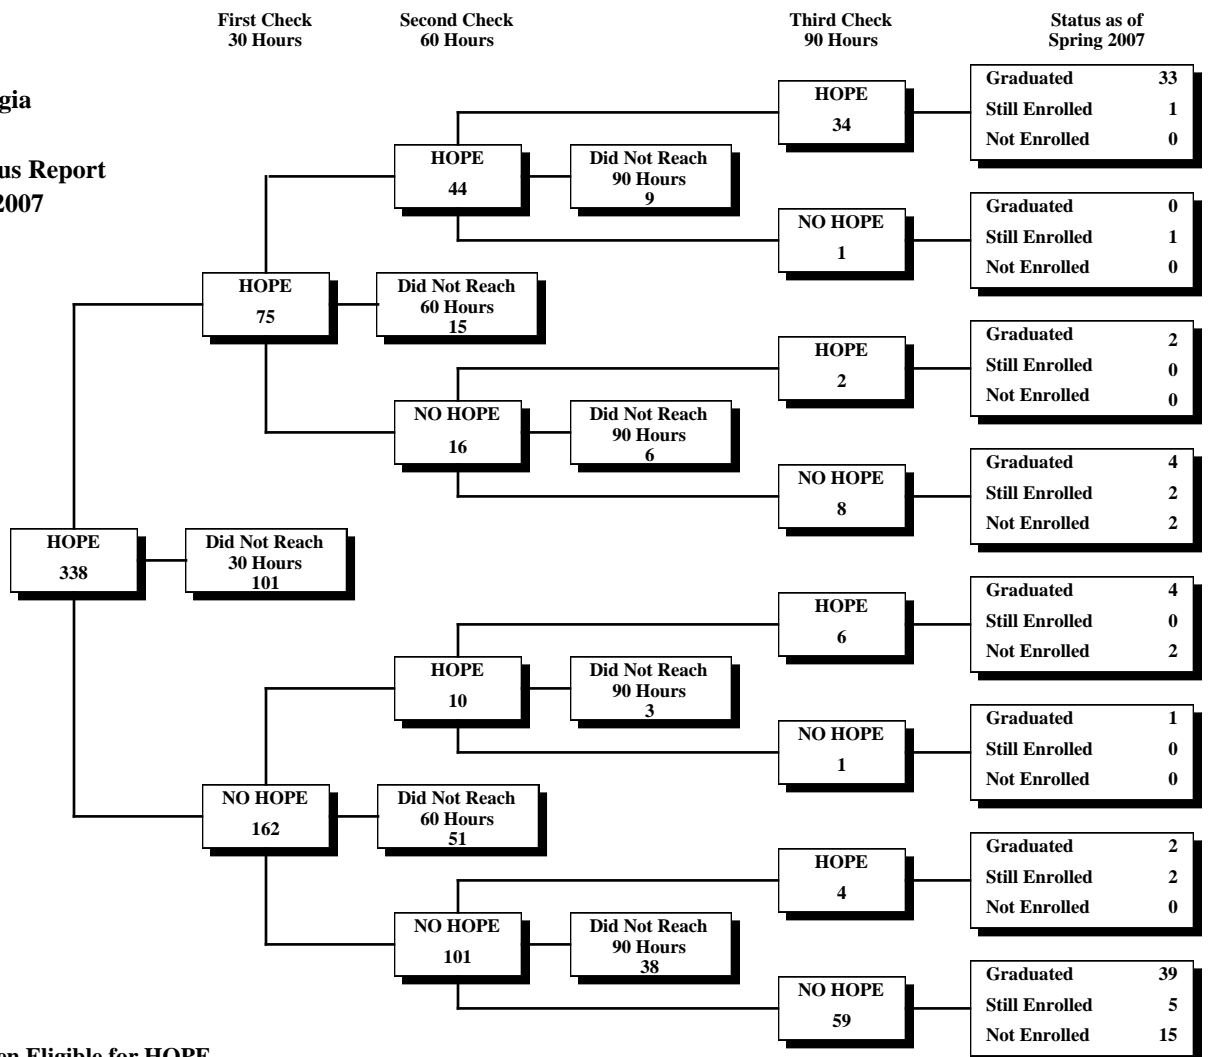 First Check
30 Hours
Second Check
60 Hours
Third Check
90 Hours
Status as of
Spring 2007
gia
us Report
2007
HOPE
338
Did Not Reach
30 Hours
101
HOPE
75
Did Not Reach
60 Hours
15
NO HOPE
162
Did Not Reach
60 Hours
51
HOPE
44
Did Not Reach
90 Hours
9
NO HOPE
16
Did Not Reach
90 Hours
6
HOPE
10
Did Not Reach
90 Hours
3
NO HOPE
101
Did Not Reach
90 Hours
38
HOPE
34
Graduated 33
Still Enrolled 1
Not Enrolled 0
NO HOPE
1
Graduated 0
Still Enrolled 1
Not Enrolled 0
HOPE
2
Graduated 2
Still Enrolled 0
Not Enrolled 0
NO HOPE
8
Graduated 4
Still Enrolled 2
Not Enrolled 2
HOPE
6
Graduated 4
Still Enrolled 0
Not Enrolled 2
NO HOPE
1
Graduated 1
Still Enrolled 0
Not Enrolled 0
HOPE
4
Graduated 2
Still Enrolled 2
Not Enrolled 0
NO HOPE
59
Graduated 39
Still Enrolled 5
Not Enrolled 15
en Eligible for HOPE